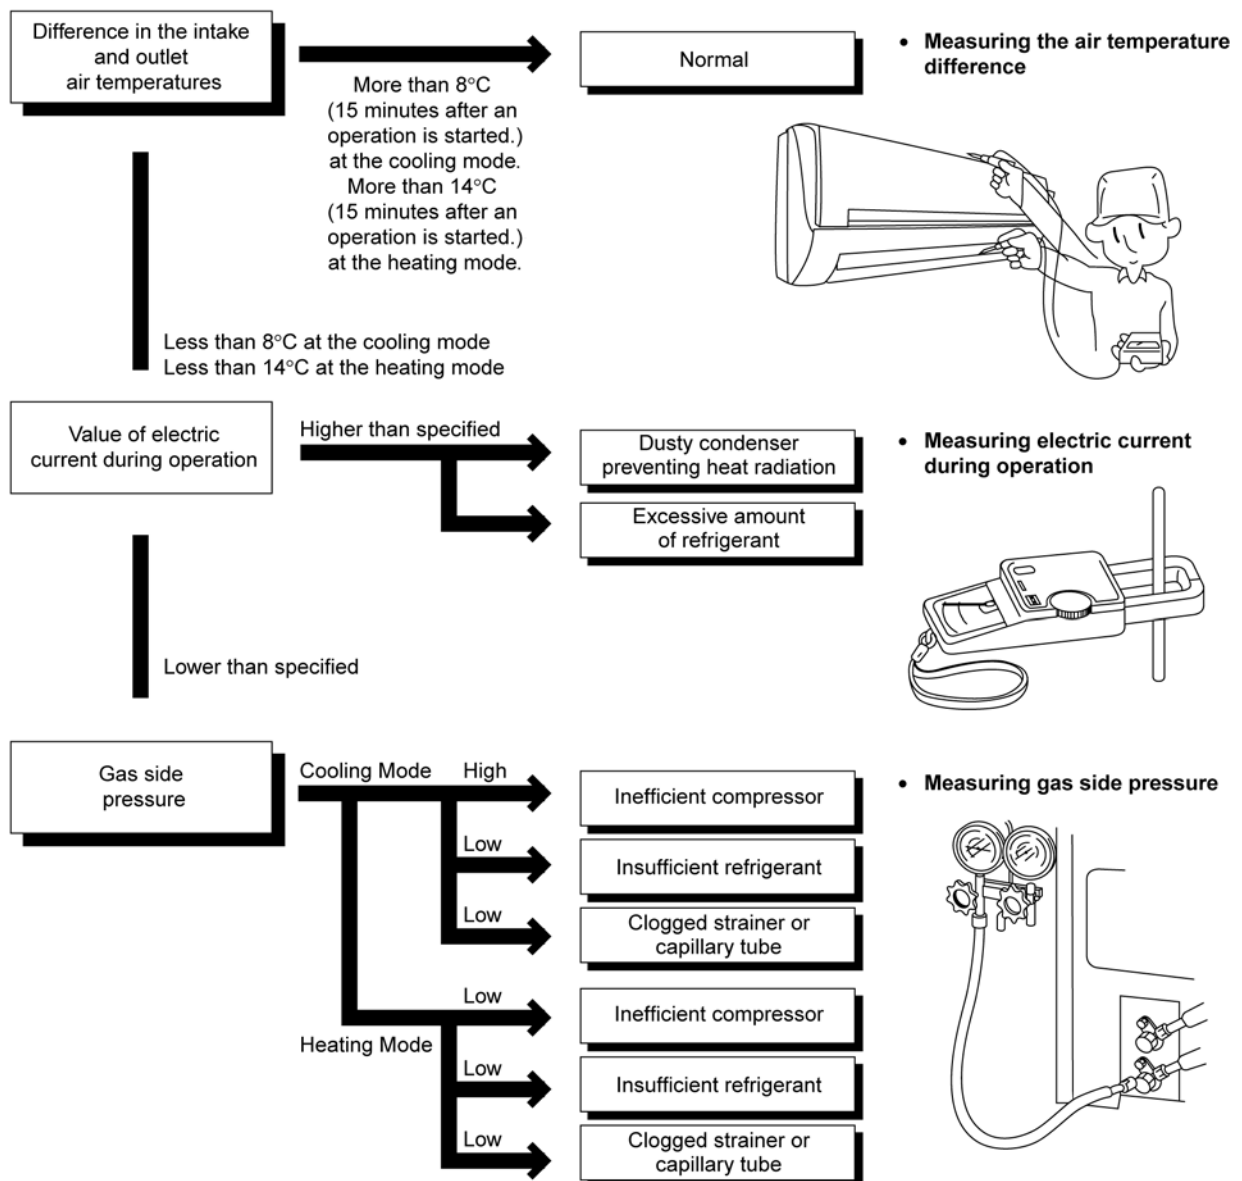 Difference in the intake
and outlet
air temperatures
More than 8°C
(15 minutes after an
operation is started.)
at the cooling mode.
More than 14°C
(15 minutes after an
operation is started.)
at the heating mode.
Normal
• Measuring the air temperature
difference
Less than 8°C at the cooling mode
Less than 14°C at the heating mode
Value of electric
current during operation
Higher than specified
Dusty condenser
preventing heat radiation
Excessive amount
of refrigerant
• Measuring electric current
during operation
Lower than specified
Gas side
pressure
Cooling Mode
High
Inefficient compressor
Low
Insufficient refrigerant
Low
Clogged strainer or
capillary tube
Heating Mode
Low
Inefficient compressor
Low
Insufficient refrigerant
Low
Clogged strainer or
capillary tube
• Measuring gas side pressure